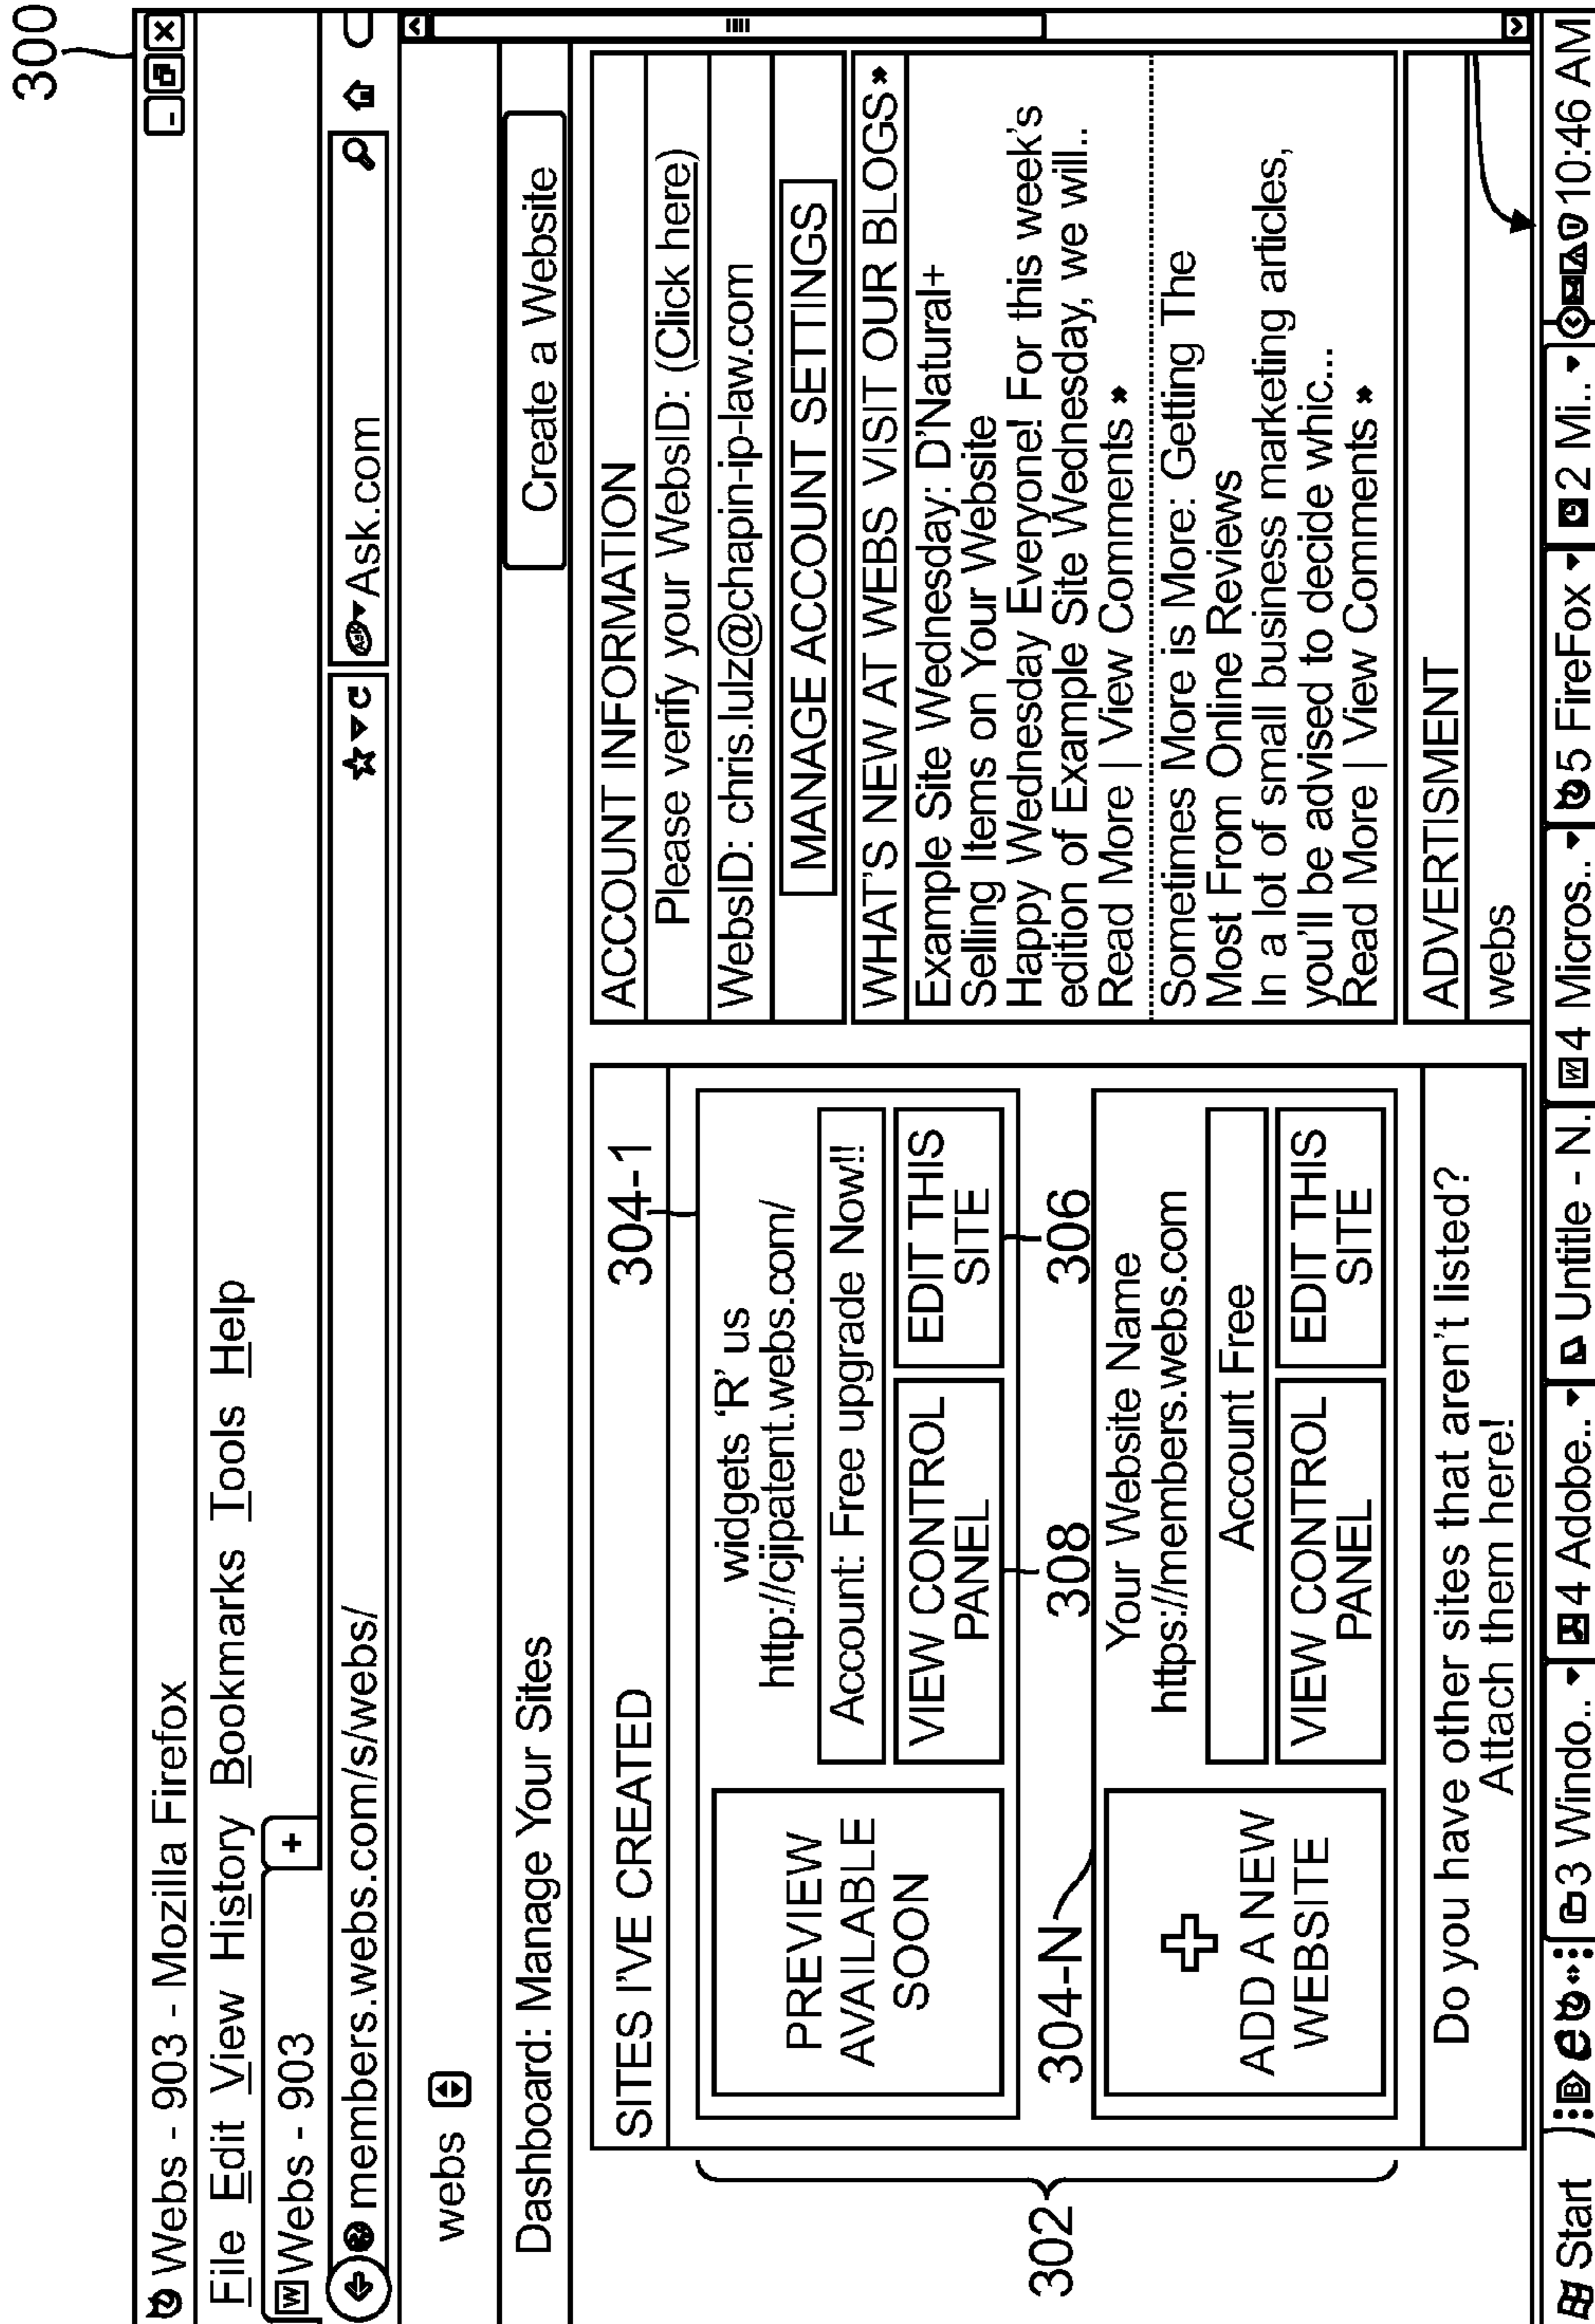 300
Webs - 903 - Mozilla Firefox
File Edit View History Bookmarks Tools Help
Webs - 903 +
members.webs.com/s/webs/
Ask.com
webs
Dashboard: Manage Your Sites
Create a Website
SITES I'VE CREATED
304-1
PREVIEW
AVAILABLE
SOON
widgets 'R' us
http://cjipatent.webs.com/
Account: Free upgrade Now!!
VIEW CONTROL
PANEL
EDIT THIS
SITE
302
304-N
308
306
ADD A NEW
WEBSITE
Your Website Name
https://members.webs.com
Account Free
VIEW CONTROL
PANEL
EDIT THIS
SITE
Do you have other sites that aren't listed?
Attach them here!
ACCOUNT INFORMATION
Please verify your WebsID: (Click here)
WebsID: chris.lulz@chapin-ip-law.com
MANAGE ACCOUNT SETTINGS
WHAT'S NEW AT WEBS VISIT OUR BLOGS»
Example Site Wednesday: D'Natural+
Selling Items on Your Website
Happy Wednesday Everyone! For this week's
edition of Example Site Wednesday, we will..
Read More | View Comments »
Sometimes More is More: Getting The
Most From Online Reviews
In a lot of small business marketing articles,
you'll be advised to decide whic...
Read More | View Comments »
ADVERTISMENT
webs
Start 3 Windo.. 4 Adobe.. Untitle - N. 4 Micros.. 5 FireFox 2 Mi.. 10:46 AM